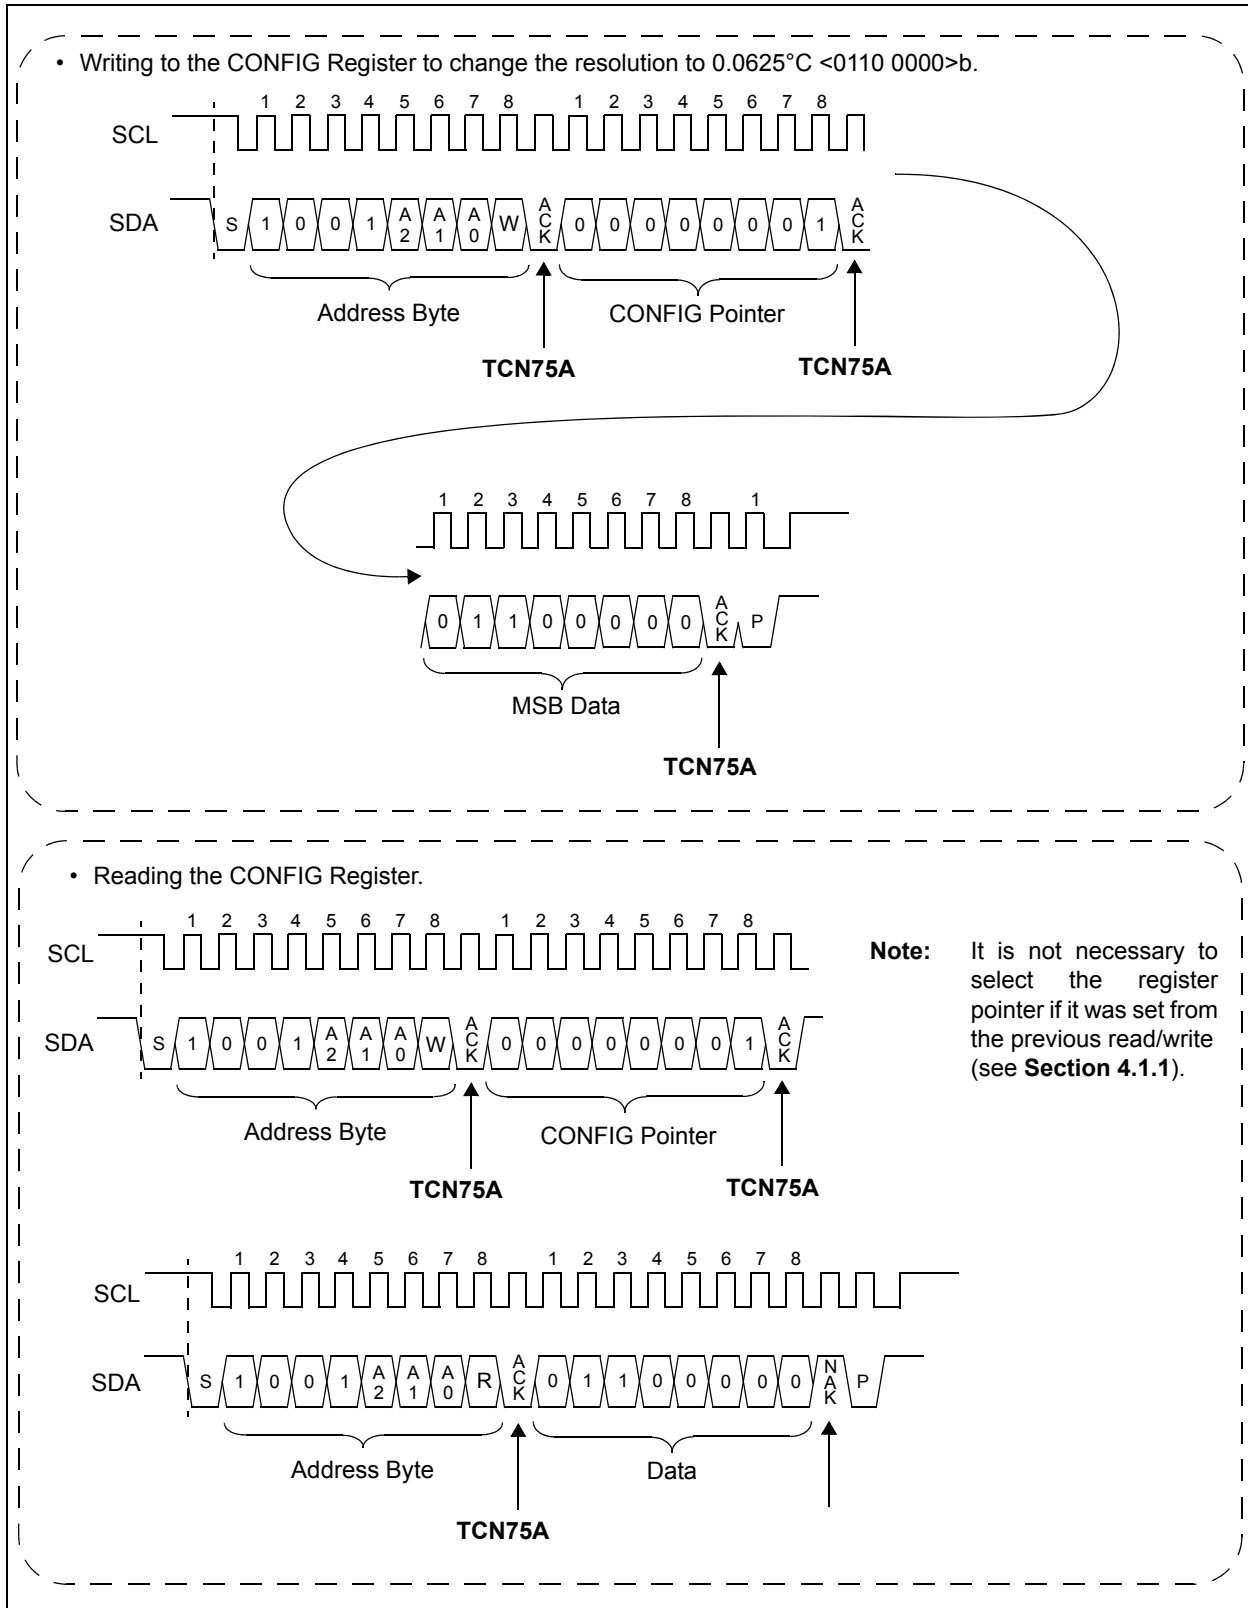 • Writing to the CONFIG Register to change the resolution to 0.0625°C <0110 0000>b.
1 2 3 4 5 6 7 8 1 2 3 4 5 6 7 8
SCL
SDA S 1 0 0 1 A2 A1 A0 W ACK 0 0 0 0 0 0 0 1 ACK
Address Byte CONFIG Pointer
TCN75A TCN75A
1 2 3 4 5 6 7 8 1
0 1 1 0 0 0 0 0 ACK P
MSB Data
TCN75A
• Reading the CONFIG Register.
1 2 3 4 5 6 7 8 1 2 3 4 5 6 7 8
SCL
Note: It is not necessary to
select the register
pointer if it was set from
the previous read/write
(see Section 4.1.1).
SDA S 1 0 0 1 A2 A1 A0 W ACK 0 0 0 0 0 0 0 1 ACK
Address Byte CONFIG Pointer
TCN75A TCN75A
1 2 3 4 5 6 7 8 1 2 3 4 5 6 7 8
SCL
SDA S 1 0 0 1 A2 A1 A0 R ACK 0 1 1 0 0 0 0 0 NAK P
Address Byte Data
TCN75A